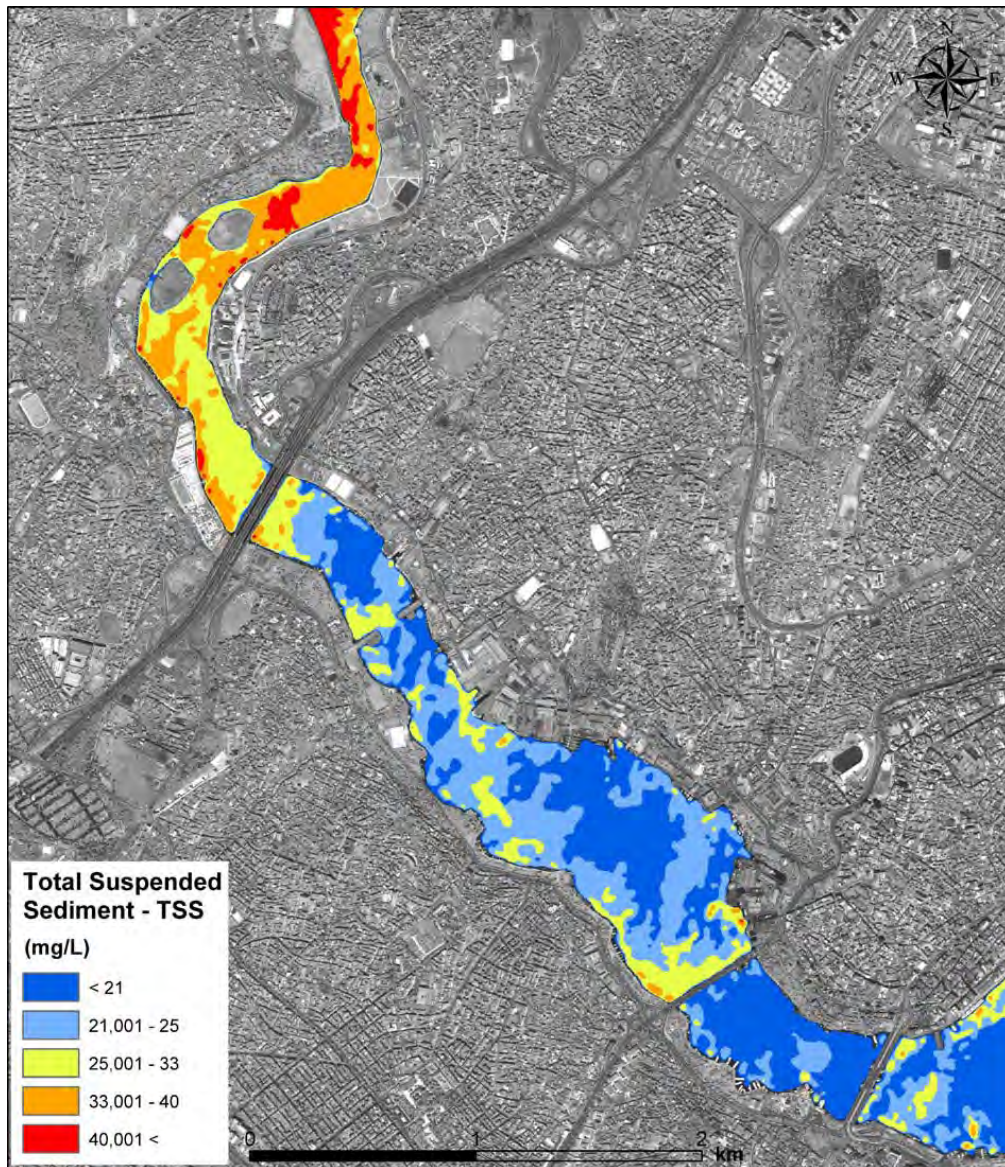 N
W E
S
Total Suspended
Sediment - TSS
(mg/L)
< 21
21,001 - 25
25,001 - 33
33,001 - 40
40,001 <
0 1 2
km